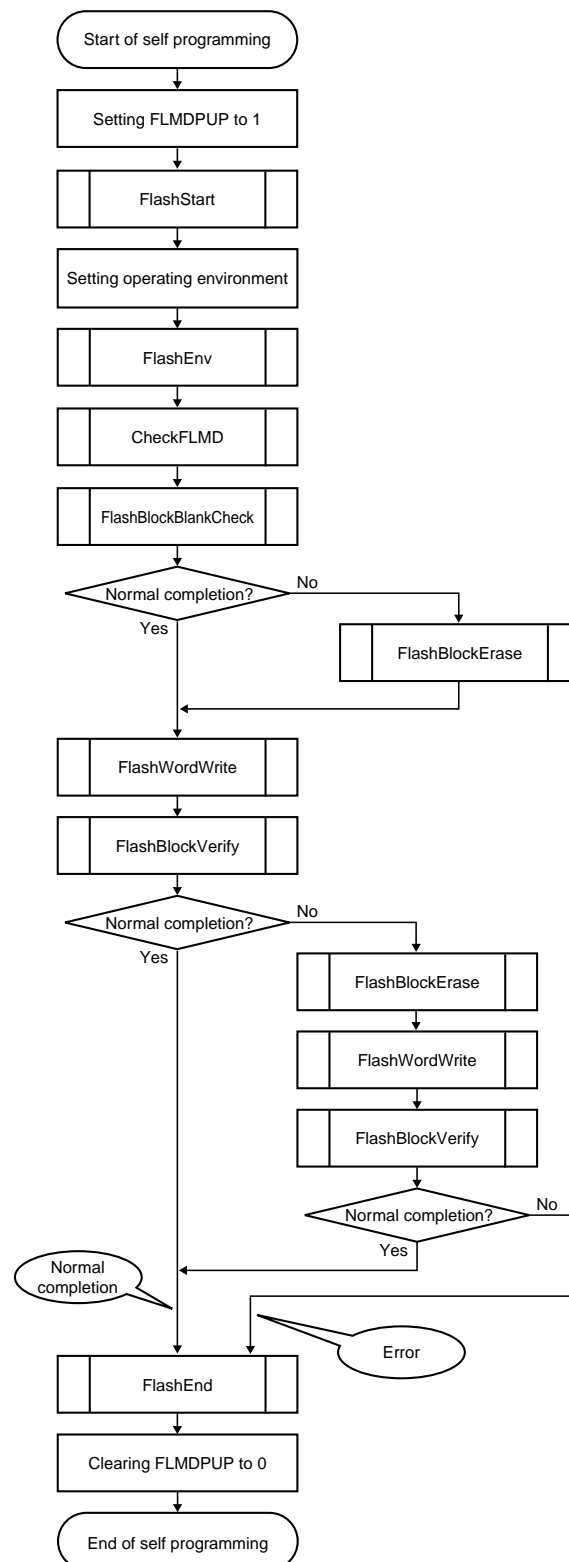 Start of self programming
Setting FLMDPUP to 1
FlashStart
Setting operating environment
FlashEnv
CheckFLMD
FlashBlockBlankCheck
Normal completion?
No
Yes
FlashBlockErase
FlashWordWrite
FlashBlockVerify
Normal completion?
No
Yes
FlashBlockErase
FlashWordWrite
FlashBlockVerify
Normal completion?
No
Yes
Normal
completion
Error
FlashEnd
Clearing FLMDPUP to 0
End of self programming